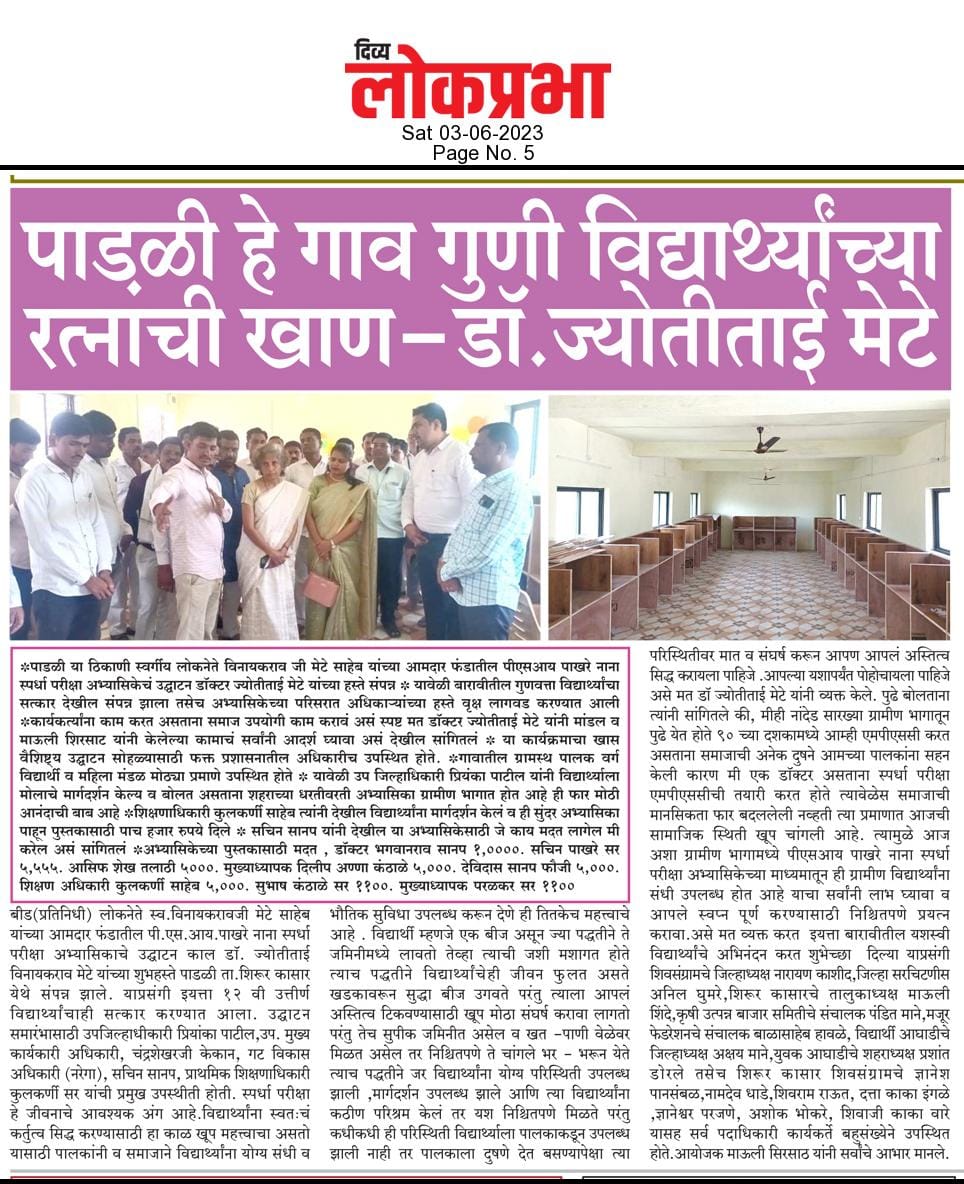 दिव्य
लोकप्रभा
Sat 03-06-2023
Page No. 5
पाडळी हे गाव गुणी विद्यार्थ्यांच्या
रत्नांची खाण–डॉ.ज्योतीताई मेटे
*पाडळी या ठिकाणी स्वर्गीय लोकनेते विनायकराव जी मेटे साहेब यांच्या आमदार फंडातील पीएसआय पाखरे नाना
स्पर्धा परीक्षा अभ्यासिकेचं उद्घाटन डॉक्टर ज्योतीताई मेटे यांच्या हस्ते संपन्न * यावेळी बारावीतील गुणवत्ता विद्यार्थ्यांचा
सत्कार देखील संपन्न झाला तसेच अभ्यासिकेच्या परिसरात अधिकाऱ्यांच्या हस्ते वृक्ष लागवड करण्यात आली
*कार्यकर्त्यांना काम करत असताना समाज उपयोगी काम करावं असं स्पष्ट मत डॉक्टर ज्योतीताई मेटे यांनी मांडल व
माऊली शिरसाट यांनी केलेल्या कामाचं सर्वांनी आदर्श घ्यावा असं देखील सांगितलं * या कार्यक्रमाचा खास
वैशिष्ट्य उद्घाटन सोहळ्यासाठी फक्त प्रशासनातील अधिकारीच उपस्थित होते. *गावातील ग्रामस्थ पालक वर्ग
विद्यार्थी व महिला मंडळ मोठ्या प्रमाणे उपस्थित होते * यावेळी उप जिल्हाधिकारी प्रियंका पाटील यांनी विद्यार्थ्याला
मोलाचे मार्गदर्शन केल्य व बोलत असताना शहराच्या धरतीवरती अभ्यासिका ग्रामीण भागात होत आहे ही फार मोठी
आनंदाची बाब आहे *शिक्षणाधिकारी कुलकर्णी साहेब त्यांनी देखील विद्यार्थांना मार्गदर्शन केलं व ही सुंदर अभ्यासिका
पाहून पुस्तकासाठी पाच हजार रुपये दिले * सचिन सानप यांनी देखील या अभ्यासिकेसाठी जे काय मदत लागेल मी
करेल असं सांगितलं *अभ्यासिकेच्या पुस्तकासाठी मदत , डॉक्टर भगवानराव सानप १,००००. सचिन पाखरे सर
५,५५५. आसिफ शेख तलाठी ५०००. मुख्याध्यापक दिलीप अण्णा कंठाळे ५,०००. देविदास सानप फौजी ५,०००.
शिक्षण अधिकारी कुलकर्णी साहेब ५,०००. सुभाष कंठाळे सर ११००. मुख्याध्यापक परळकर सर ११००
बीड(प्रतिनिधी) लोकनेते स्व.विनायकरावजी मेटे साहेब
यांच्या आमदार फंडातील पी.एस.आय.पाखरे नाना स्पर्धा
परीक्षा अभ्यासिकाचे उद्घाटन काल डॉ. ज्योतीताई
विनायकराव मेटे यांच्या शुभहस्ते पाडळी ता.शिरूर कासार
येथे संपन्न झाले. याप्रसंगी इयत्ता १२ वी उत्तीर्ण
विद्यार्थ्यांचाही सत्कार करण्यात आला. उद्घाटन
समारंभासाठी उपजिल्हाधीकारी प्रियांका पाटील,उप. मुख्य
कार्यकारी अधिकारी, चंद्रशेखरजी केकान, गट विकास
अधिकारी (नरेगा), सचिन सानप, प्राथमिक शिक्षणाधिकारी
कुलकर्णी सर यांची प्रमुख उपस्थीती होती. स्पर्धा परीक्षा
हे जीवनाचे आवश्यक अंग आहे.विद्यार्थ्यांना स्वतःचं
कर्तुत्व सिद्ध करण्यासाठी हा काळ खूप महत्त्वाचा असतो
यासाठी पालकांनी व समाजाने विद्यार्थ्यांना योग्य संधी व
भौतिक सुविधा उपलब्ध करून देणे ही तितकेच महत्त्वाचे
आहे . विद्यार्थी म्हणजे एक बीज असून ज्या पद्धतीने ते
जमिनीमध्ये लावतो तेव्हा त्याची जशी मशागत होते
त्याच पद्धतीने विद्यार्थ्यांचेही जीवन फुलत असते
खडकावरून सुद्धा बीज उगवते परंतु त्याला आपलं
अस्तित्व टिकवण्यासाठी खूप मोठा संघर्ष करावा लागतो
परंतु तेच सुपीक जमिनीत असेल व खत -पाणी वेळेवर
मिळत असेल तर निश्चितपणे ते चांगले भर - भरून येते
त्याच पद्धतीने जर विद्यार्थ्यांना योग्य परिस्थिती उपलब्ध
झाली ,मार्गदर्शन उपलब्ध झाले आणि त्या विद्यार्थ्यांना
कठीण परिश्रम केलं तर यश निश्चितपणे मिळते परंतु
कधीकधी ही परिस्थिती विद्यार्थ्याला पालकाकडून उपलब्ध
झाली नाही तर पालकाला दुषणे देत बसण्यापेक्षा त्या
परिस्थितीवर मात व संघर्ष करून आपण आपलं अस्तित्व
सिद्ध करायला पाहिजे .आपल्या यशापर्यंत पोहोचायला पाहिजे
असे मत डॉ ज्योतीताई मेटे यांनी व्यक्त केले. पुढे बोलताना
त्यांनी सांगितले की, मीही नांदेड सारख्या ग्रामीण भागातून
पुढे येत होते ९० च्या दशकामध्ये आम्ही एमपीएससी करत
असताना समाजाची अनेक दुषने आमच्या पालकांना सहन
केली कारण मी एक डॉक्टर असताना स्पर्धा परीक्षा
एमपीएससीची तयारी करत होते त्यावेळेस समाजाची
मानसिकता फार बदललेली नव्हती त्या प्रमाणात आजची
सामाजिक स्थिती खूप चांगली आहे. त्यामुळे आज
अशा ग्रामीण भागामध्ये पीएसआय पाखरे नाना स्पर्धा
परीक्षा अभ्यासिकेच्या माध्यमातून ही ग्रामीण विद्यार्थ्यांना
संधी उपलब्ध होत आहे याचा सर्वांनी लाभ घ्यावा व
आपले स्वप्न पूर्ण करण्यासाठी निश्चितपणे प्रयत्न
करावा.असे मत व्यक्त करत इयत्ता बारावीतील यशस्वी
विद्यार्थ्यांचे अभिनंदन करत शुभेच्छा दिल्या याप्रसंगी
शिवसंग्रामचे जिल्हाध्यक्ष नारायण काशीद,जिल्हा सरचिटणीस
अनिल घुमरे,शिरूर कासारचे तालुकाध्यक्ष माऊली
शिंदे,कृषी उत्पन्न बाजार समितीचे संचालक पंडित माने,मजूर
फेडरेशनचे संचालक बाळासाहेब हावळे, विद्यार्थी आघाडीचे
जिल्हाध्यक्ष अक्षय माने,युवक आघाडीचे शहराध्यक्ष प्रशांत
डोरले तसेच शिरूर कासार शिवसंग्रामचे ज्ञानेश
पानसंबळ,नामदेव धाडे,शिवराम राऊत, दत्ता काका इंगळे
,ज्ञानेश्वर परजणे, अशोक भोकरे, शिवाजी काका वारे
यासह सर्व पदाधिकारी कार्यकर्ते बहुसंख्येने उपस्थित
होते.आयोजक माऊली सिरसाठ यांनी सर्वांचे आभार मानले.